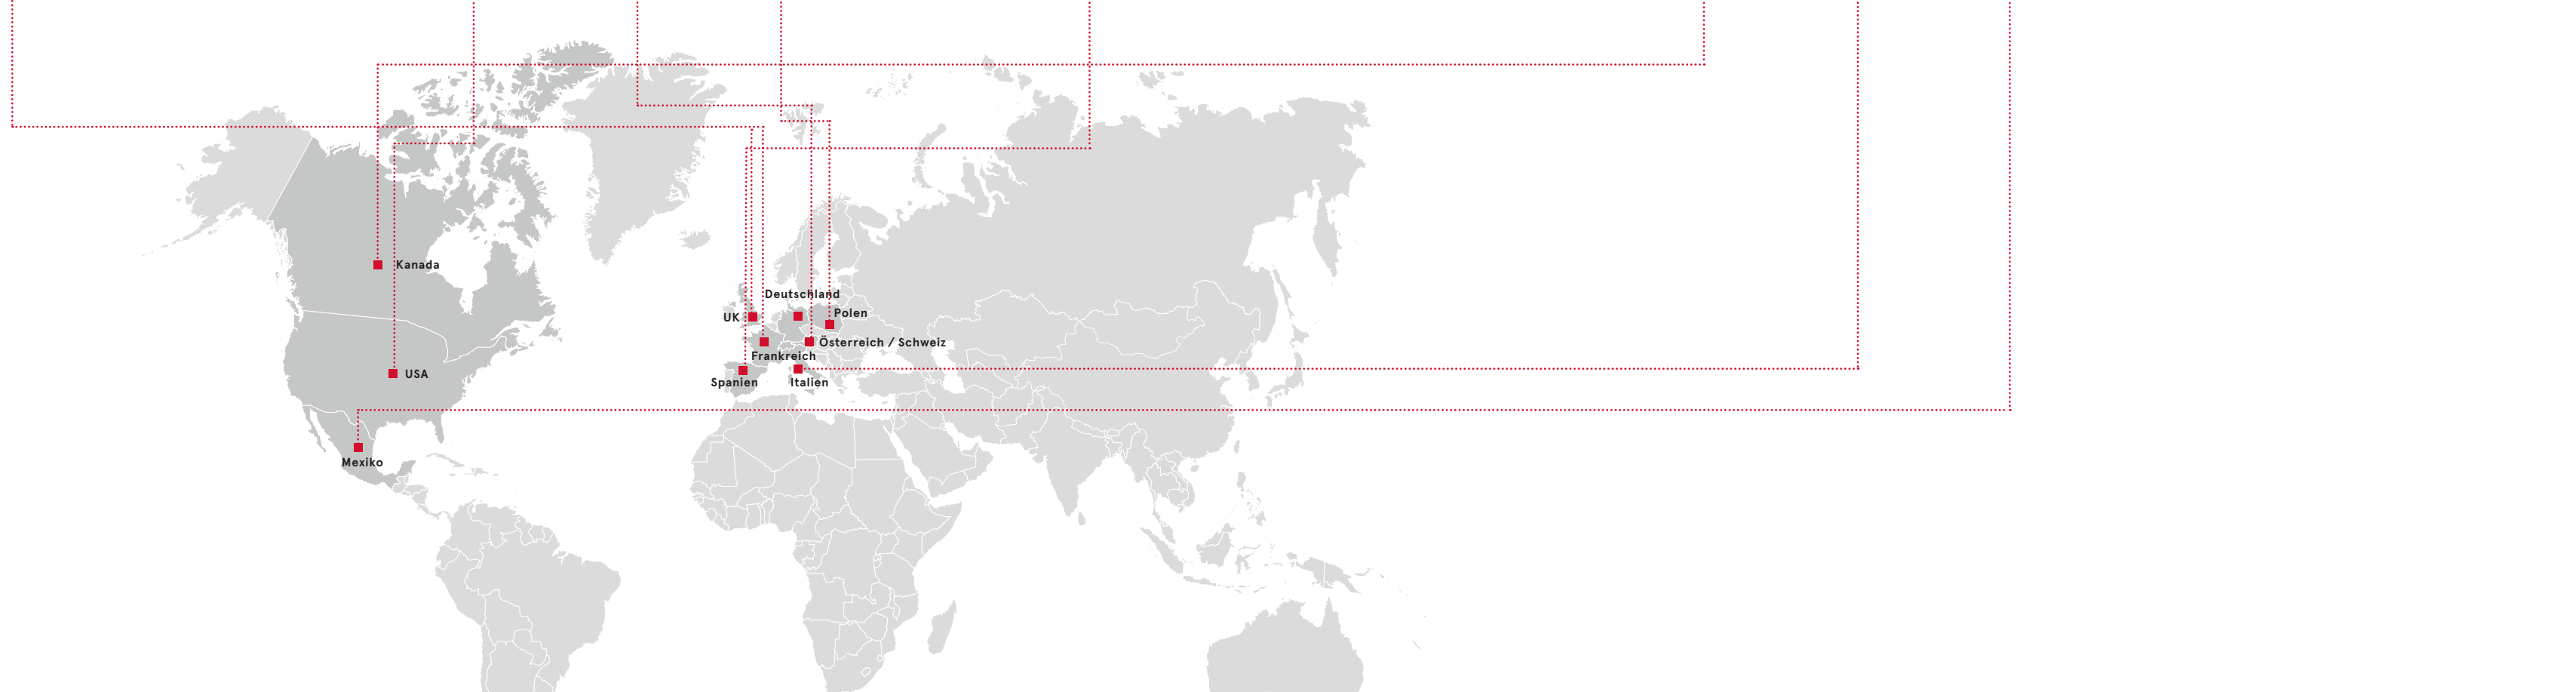 Kanada
Deutschland
Polen
UK
Österreich / Schweiz
Frankreich
USA
Spanien
Italien
Mexiko